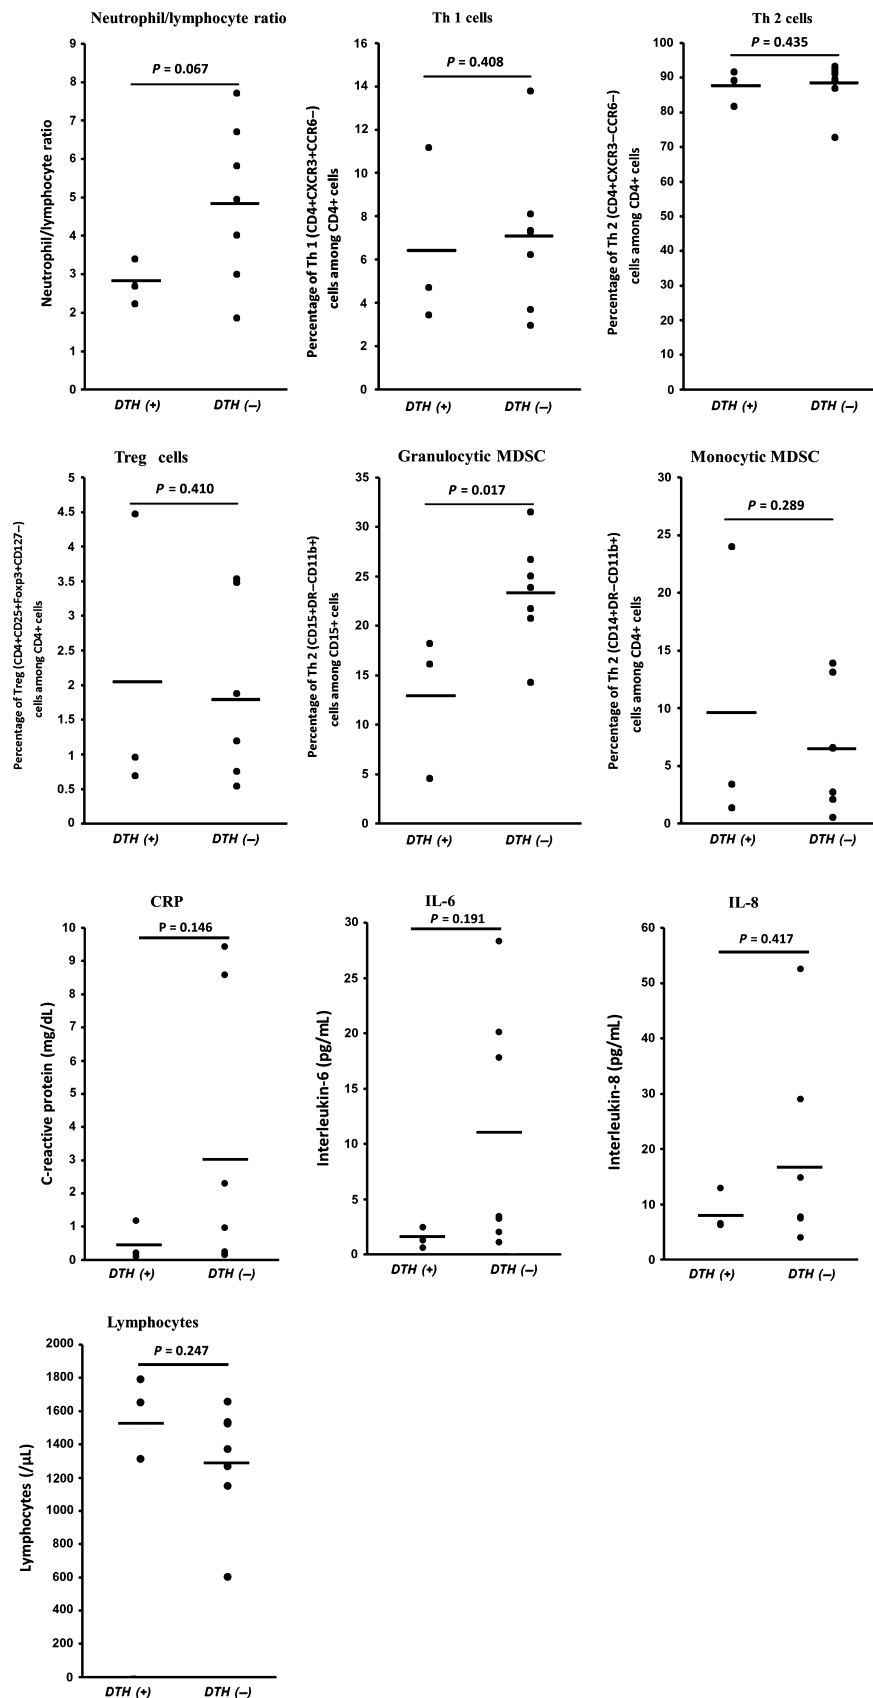 Neutrophil/lymphocyte ratio
Neutrophil/lymphocyte ratio
9
8
7
6
5
4
3
2
1
0
P = 0.067
DTH (+)
DTH (–)
Th 1 cells
Percentage of Th 1 (CD4+CXCR3+CCR6–)
cells among CD4+ cells
16
14
12
10
8
6
4
2
0
P = 0.408
DTH (+)
DTH (–)
Th 2 cells
Percentage of Th 2 (CD4+CXCR3–CCR6–)
cells among CD4+ cells
100
90
80
70
60
50
40
30
20
10
0
P = 0.435
DTH (+)
DTH (–)
Treg cells
Percentage of Treg (CD4+CD25+Foxp3+CD127–)
cells among CD4+ cells
5
4.5
4
3.5
3
2.5
2
1.5
1
0.5
0
P = 0.410
DTH (+)
DTH (–)
Granulocytic MDSC
Percentage of Th 2 (CD15+DR–CD11b+)
cells among CD15+ cells
35
30
25
20
15
10
5
0
P = 0.017
DTH (+)
DTH (–)
Monocytic MDSC
Percentage of Th 2 (CD14+DR–CD11b+)
cells among CD4+ cells
30
25
20
15
10
5
0
P = 0.289
DTH (+)
DTH (–)
CRP
C-reactive protein (mg/dL)
10
9
8
7
6
5
4
3
2
1
0
P = 0.146
DTH (+)
DTH (–)
IL-6
Interleukin-6 (pg/mL)
30
25
20
15
10
5
0
P = 0.191
DTH (+)
DTH (–)
IL-8
Interleukin-8 (pg/mL)
60
50
40
30
20
10
0
P = 0.417
DTH (+)
DTH (–)
Lymphocytes
Lymphocytes (/µL)
2000
1800
1600
1400
1200
1000
800
600
400
200
0
P = 0.247
DTH (+)
DTH (–)